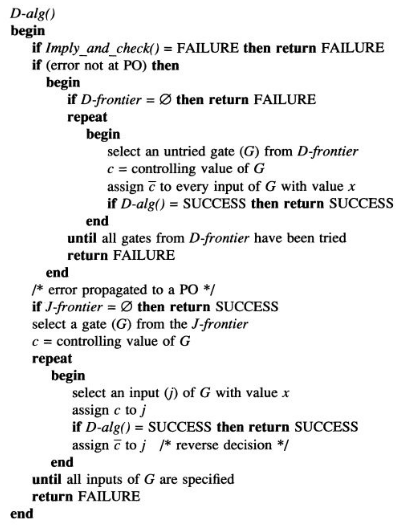 D-alg()
begin
if Imply_and_check() = FAILURE then return FAILURE
if (error not at PO) then
begin
if D-frontier = ∅ then return FAILURE
repeat
begin
select an untried gate (G) from D-frontier
c = controlling value of G
assign c̅ to every input of G with value x
if D-alg() = SUCCESS then return SUCCESS
end
until all gates from D-frontier have been tried
return FAILURE
end
/* error propagated to a PO */
if J-frontier = ∅ then return SUCCESS
select a gate (G) from the J-frontier
c = controlling value of G
repeat
begin
select an input (j) of G with value x
assign c to j
if D-alg() = SUCCESS then return SUCCESS
assign c̅ to j /* reverse decision */
end
until all inputs of G are specified
return FAILURE
end